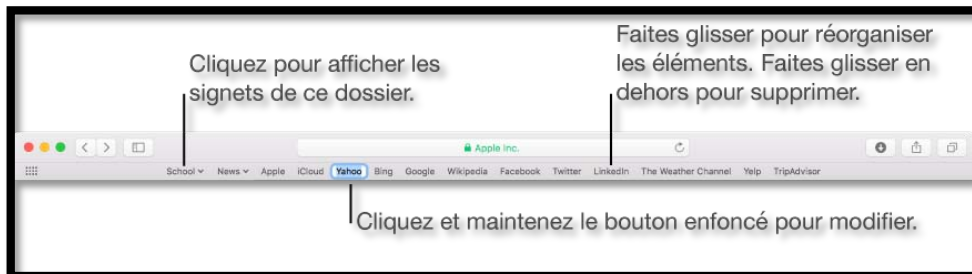 Faites glisser pour réorganiser
les éléments. Faites glisser en
dehors pour supprimer.
Cliquez pour afficher les
signets de ce dossier.
Apple Inc.
School News Apple iCloud Yahoo Bing Google Wikipedia Facebook Twitter LinkedIn The Weather Channel Yelp TripAdvisor
Cliquez et maintenez le bouton enfoncé pour modifier.